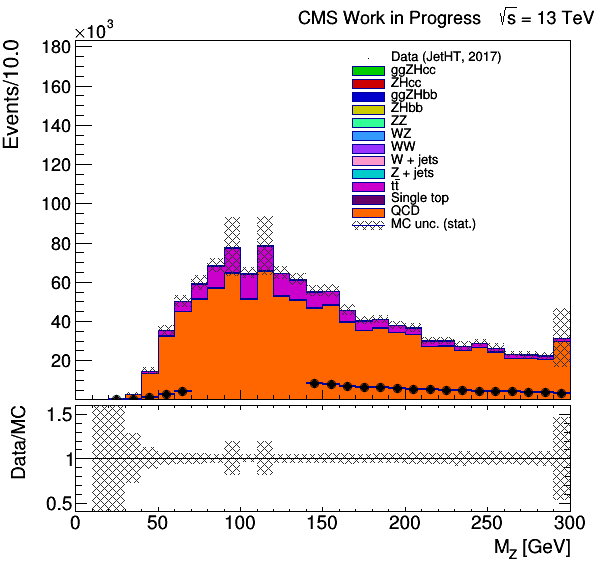 CMS Work in Progress √s = 13 TeV
×10³
Events/10.0
180
160
140
120
100
80
60
40
20
Data (JetHT, 2017)
ggZHcc
ZHcc
ggZHbb
ZHbb
ZZ
WZ
WW
W + jets
Z + jets
tt̄
Single top
QCD
MC unc. (stat.)
Data/MC
1.5
1
0.5
0 50 100 150 200 250 300
M_Z [GeV]